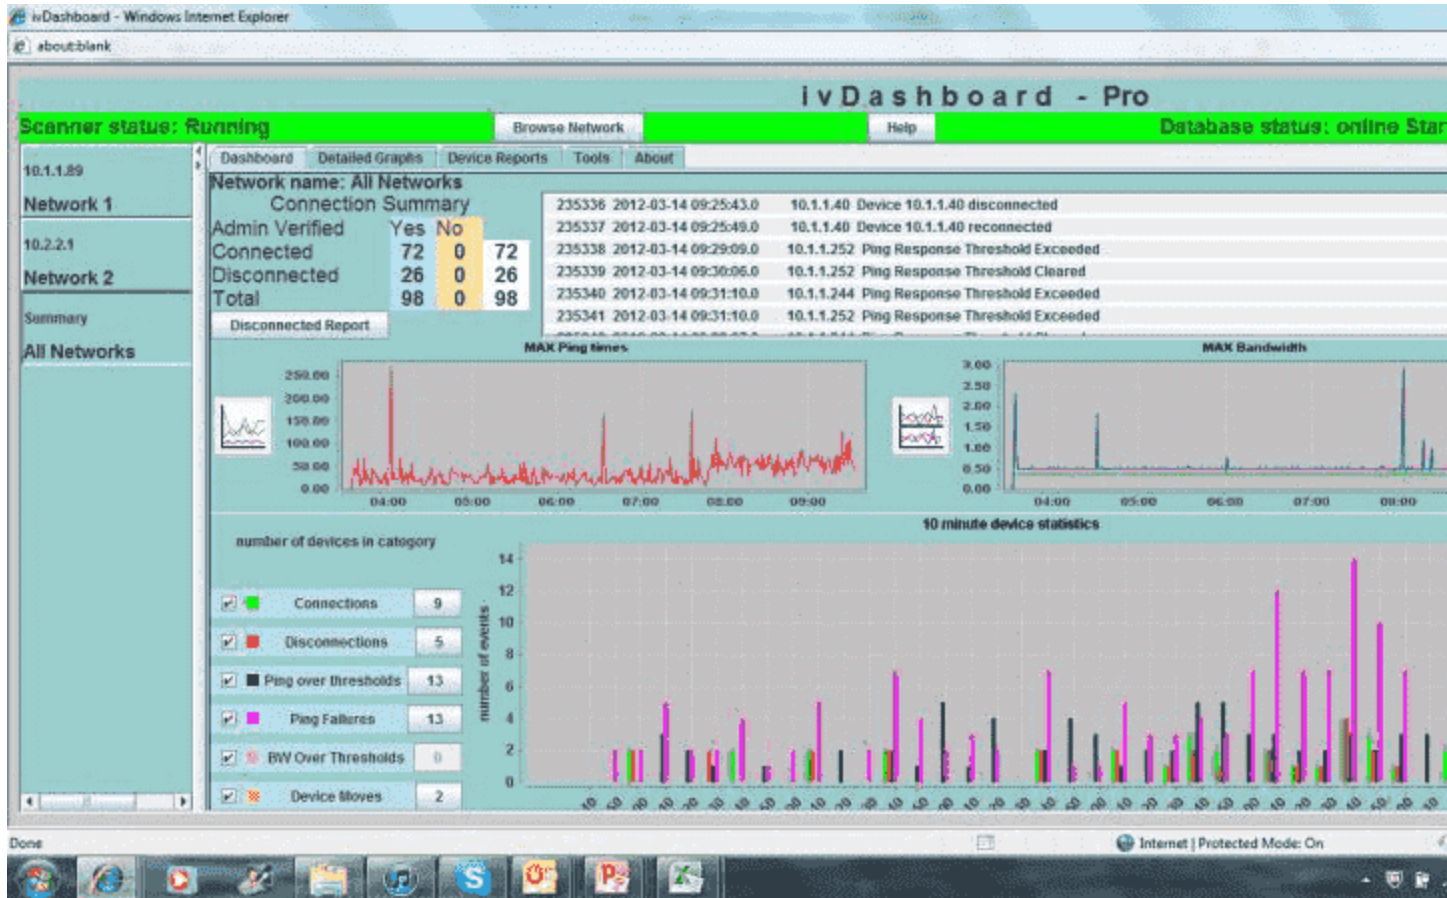 ivDashboard - Windows Internet Explorer
about:blank
ivDashboard - Pro
Scanner status: Running
Browse Network
Help
Database status: online Star
10.1.1.89
Network 1
10.2.2.1
Network 2
Summary
All Networks
Dashboard Detailed Graphs Device Reports Tools About
Network name: All Networks
Connection Summary
Admin Verified Yes No
Connected 72 0 72
Disconnected 26 0 26
Total 98 0 98
Disconnected Report
235336 2012-03-14 09:25:43.0 10.1.1.40 Device 10.1.1.40 disconnected
235337 2012-03-14 09:25:49.0 10.1.1.40 Device 10.1.1.40 reconnected
235338 2012-03-14 09:29:09.0 10.1.1.252 Ping Response Threshold Exceeded
235339 2012-03-14 09:30:06.0 10.1.1.252 Ping Response Threshold Cleared
235340 2012-03-14 09:31:10.0 10.1.1.244 Ping Response Threshold Exceeded
235341 2012-03-14 09:31:10.0 10.1.1.252 Ping Response Threshold Exceeded
MAX Ping times
250.00
200.00
150.00
100.00
50.00
0.00
04:00 05:00 06:00 07:00 08:00 09:00
MAX Bandwidth
3.00
2.50
2.00
1.50
1.00
0.50
0.00
04:00 05:00 06:00 07:00 08:00
10 minute device statistics
number of devices in category
Connections 9
Disconnections 5
Ping over thresholds 13
Ping Failures 13
BW Over Thresholds 0
Device Moves 2
number of events
14
12
10
8
6
4
2
0
Done
Internet | Protected Mode: On